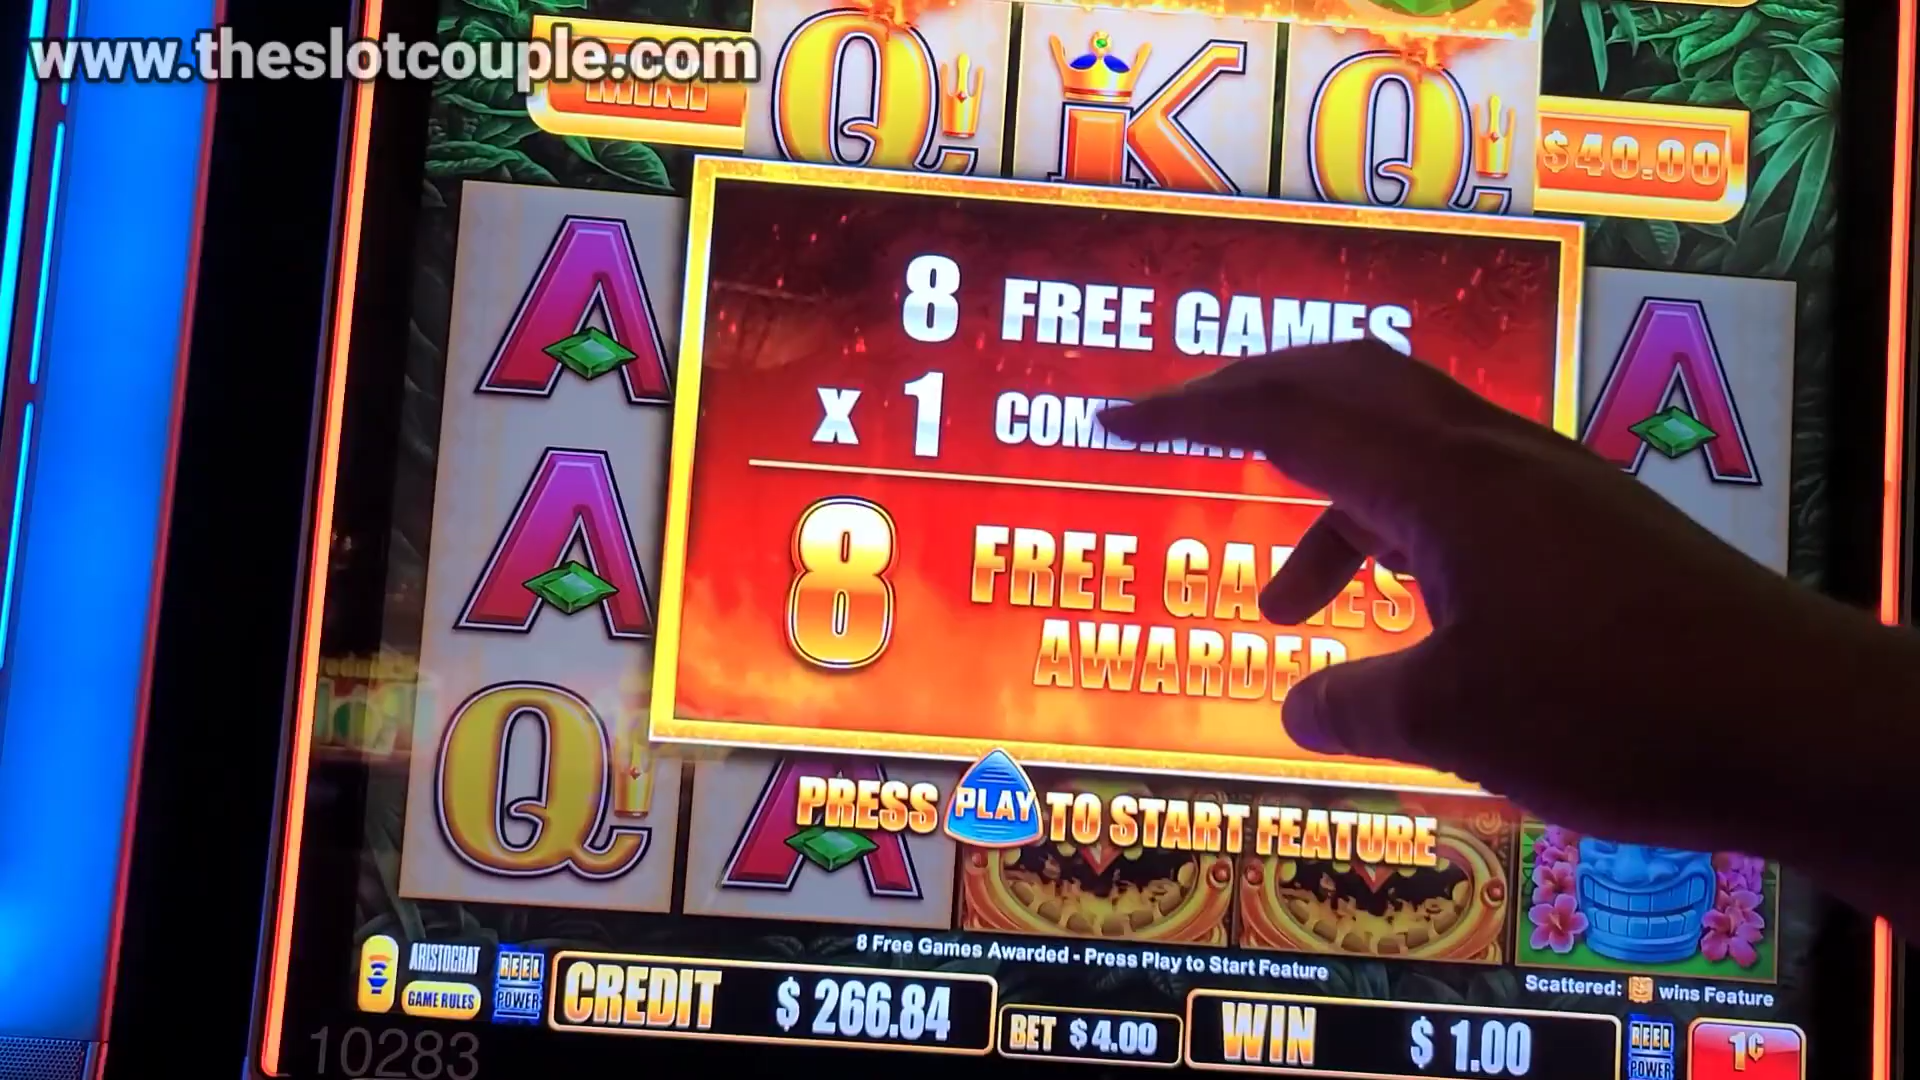 www.theslotcouple.com
MINI
Q K Q
$40.00
A
8 FREE GAMES
A
x 1
A
8 FREE GAMES
AWARDED
Q
A
PRESS PLAY TO START FEATURE
8 Free Games Awarded - Press Play to Start Feature
Scattered: wins Feature
ARISTOCRAT
GAME RULES
REEL
POWER
CREDIT $ 266.84
BET $4.00
WIN $ 1.00
REEL
POWER
1¢
10283